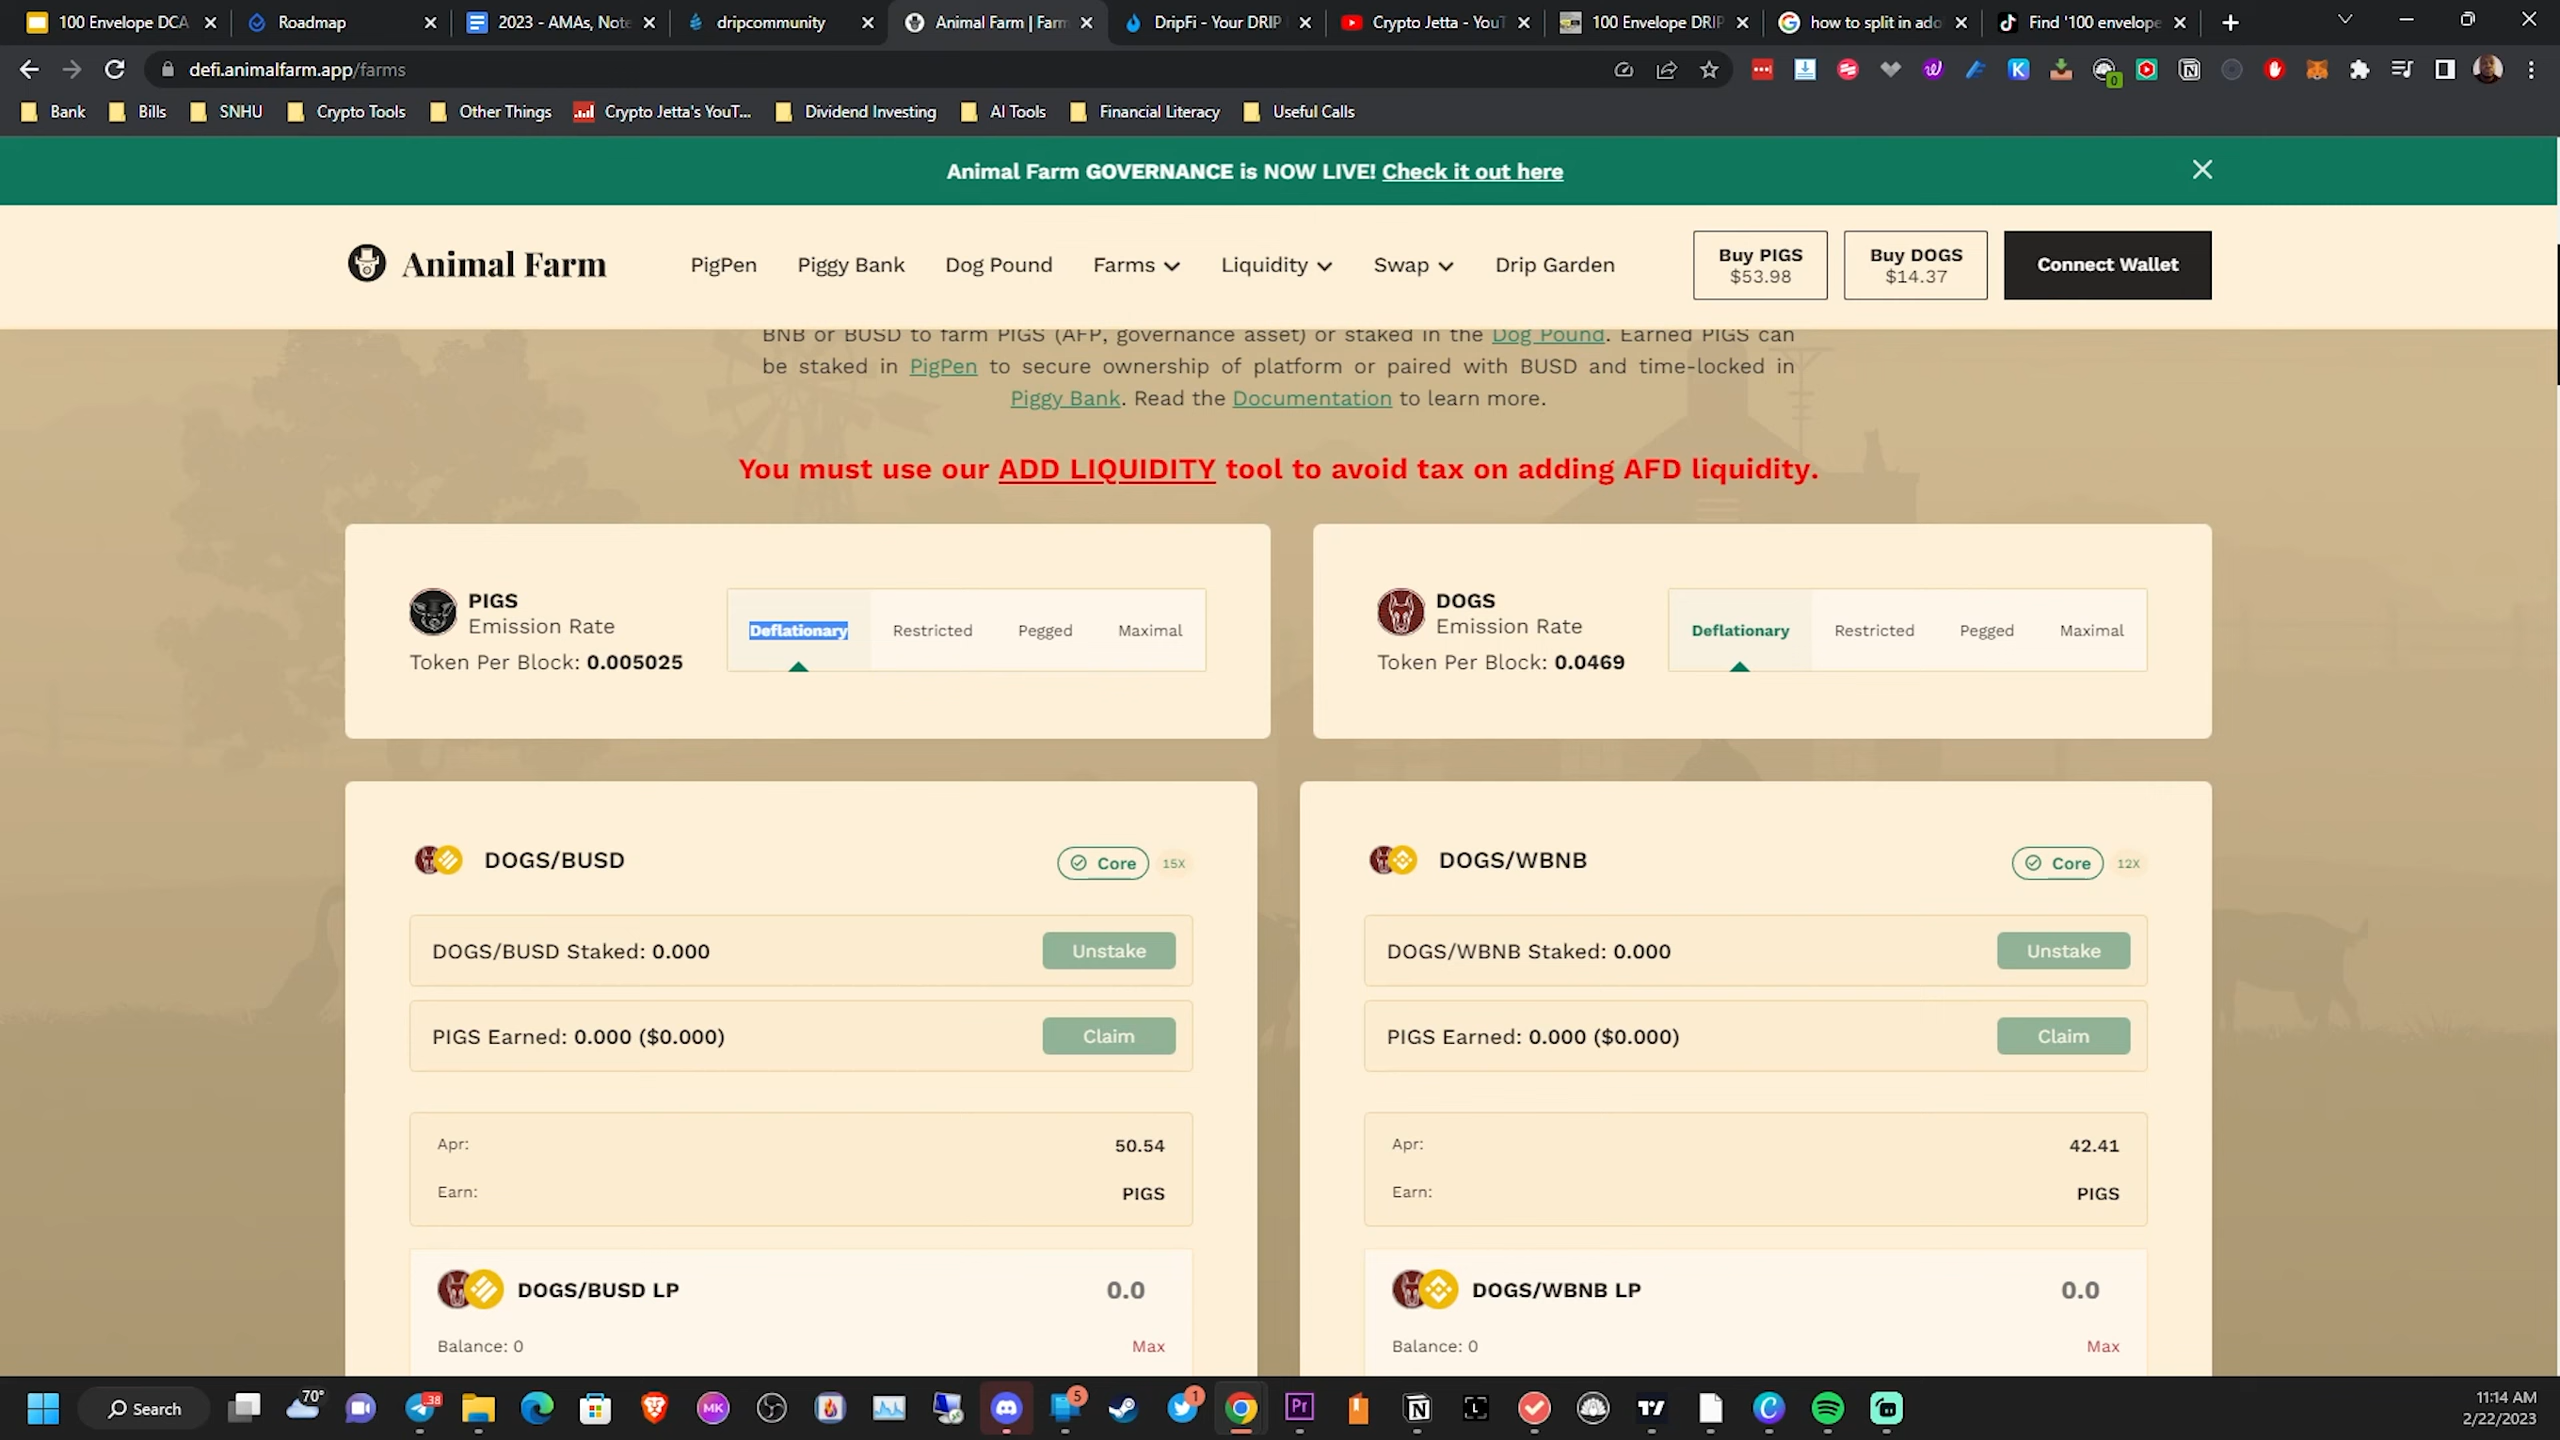 100 Envelope DCA
Roadmap
2023 - AMAs, Note
dripcommunity
Animal Farm | Farm
DripFi - Your DRIP
Crypto Jetta - YouT
100 Envelope DRIP
how to split in ado
Find '100 envelope
defi.animalfarm.app/farms
Bank
Bills
SNHU
Crypto Tools
Other Things
Crypto Jetta's YouT...
Dividend Investing
AI Tools
Financial Literacy
Useful Calls
Animal Farm GOVERNANCE is NOW LIVE! Check it out here
Animal Farm
PigPen
Piggy Bank
Dog Pound
Farms
Liquidity
Swap
Drip Garden
Buy PIGS
$53.98
Buy DOGS
$14.37
Connect Wallet
BNB or BUSD to farm PIGS (AFP, governance asset) or staked in the Dog Pound. Earned PIGS can
be staked in PigPen to secure ownership of platform or paired with BUSD and time-locked in
Piggy Bank. Read the Documentation to learn more.
You must use our ADD LIQUIDITY tool to avoid tax on adding AFD liquidity.
PIGS
Emission Rate
Token Per Block: 0.005025
Deflationary
Restricted
Pegged
Maximal
DOGS
Emission Rate
Token Per Block: 0.0469
Deflationary
Restricted
Pegged
Maximal
DOGS/BUSD
Core
15X
DOGS/BUSD Staked: 0.000
Unstake
PIGS Earned: 0.000 ($0.000)
Claim
Apr:
50.54
Earn:
PIGS
DOGS/BUSD LP
0.0
Balance: 0
Max
DOGS/WBNB
Core
12X
DOGS/WBNB Staked: 0.000
Unstake
PIGS Earned: 0.000 ($0.000)
Claim
Apr:
42.41
Earn:
PIGS
DOGS/WBNB LP
0.0
Balance: 0
Max
Search
70°
38
MK
5
1
Pr
11:14 AM
2/22/2023